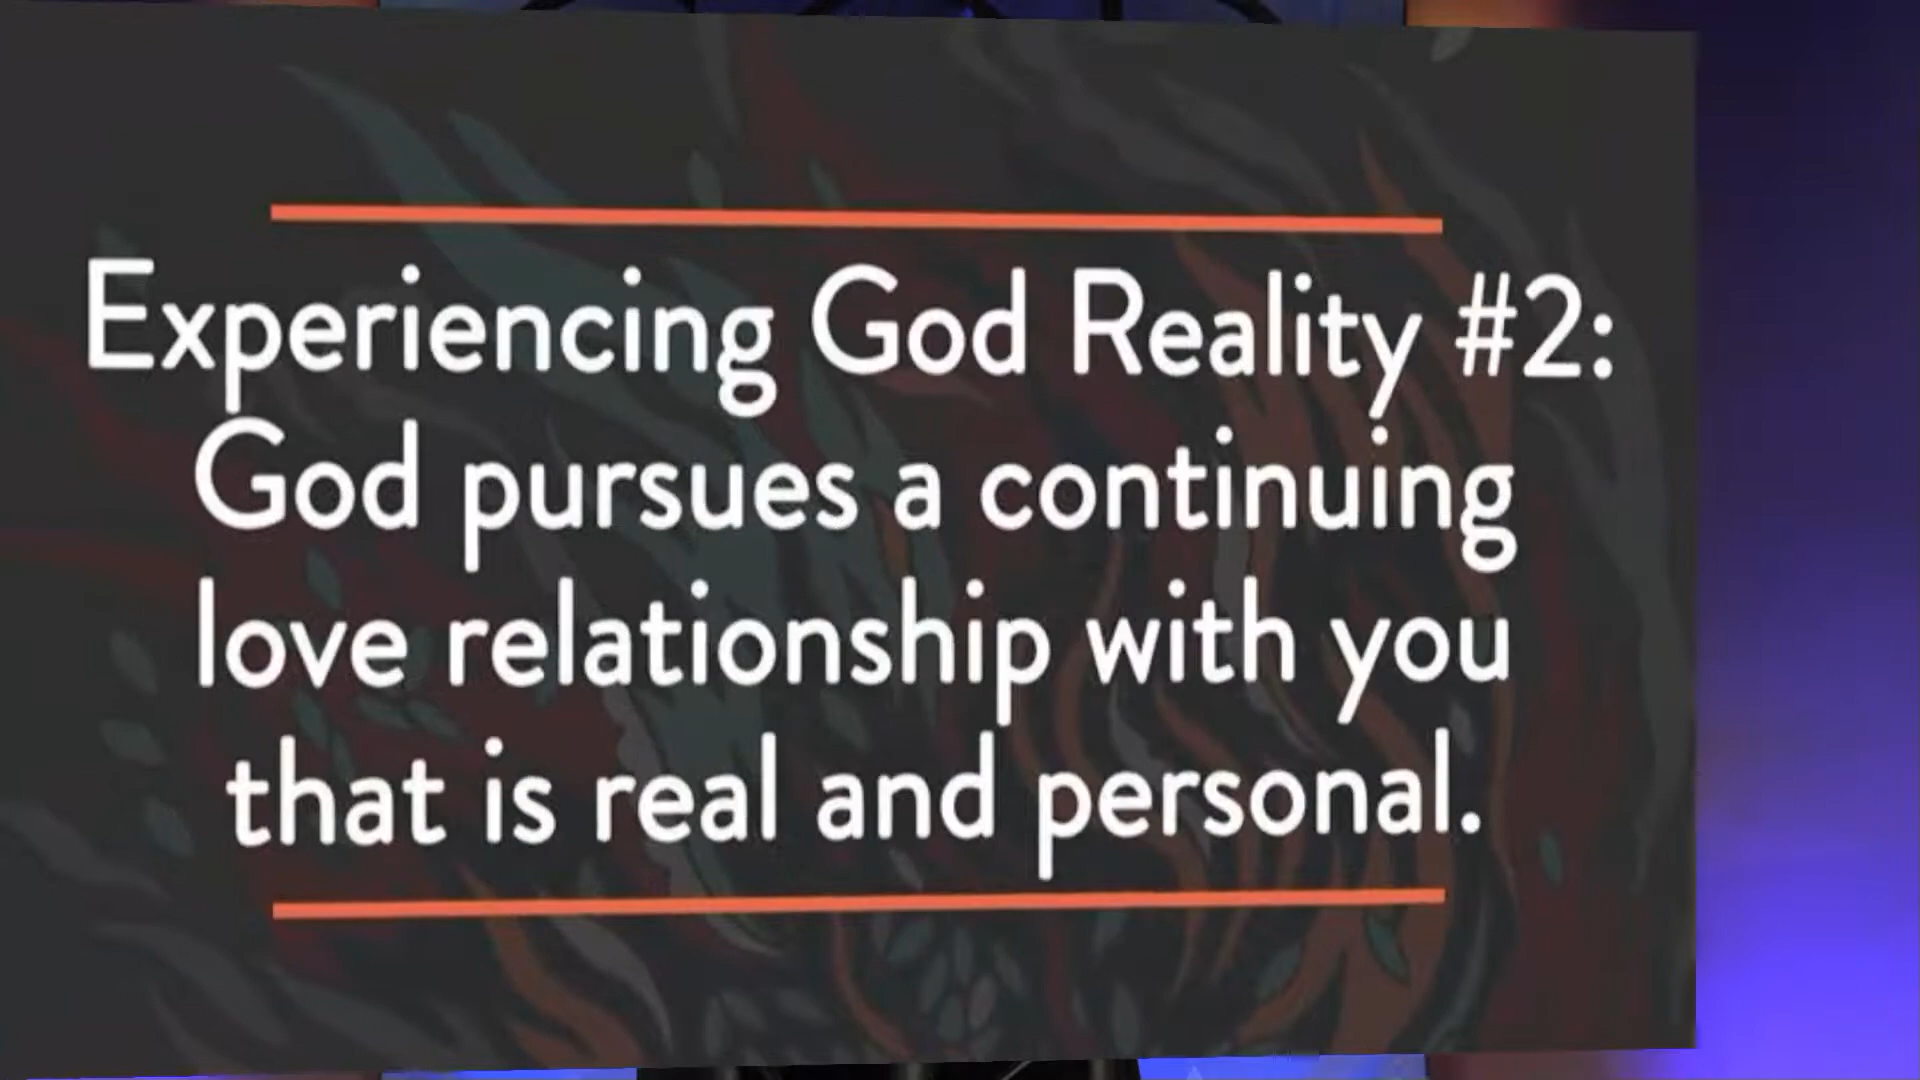 Experiencing God Reality #2:
God pursues a continuing
love relationship with you
that is real and personal.